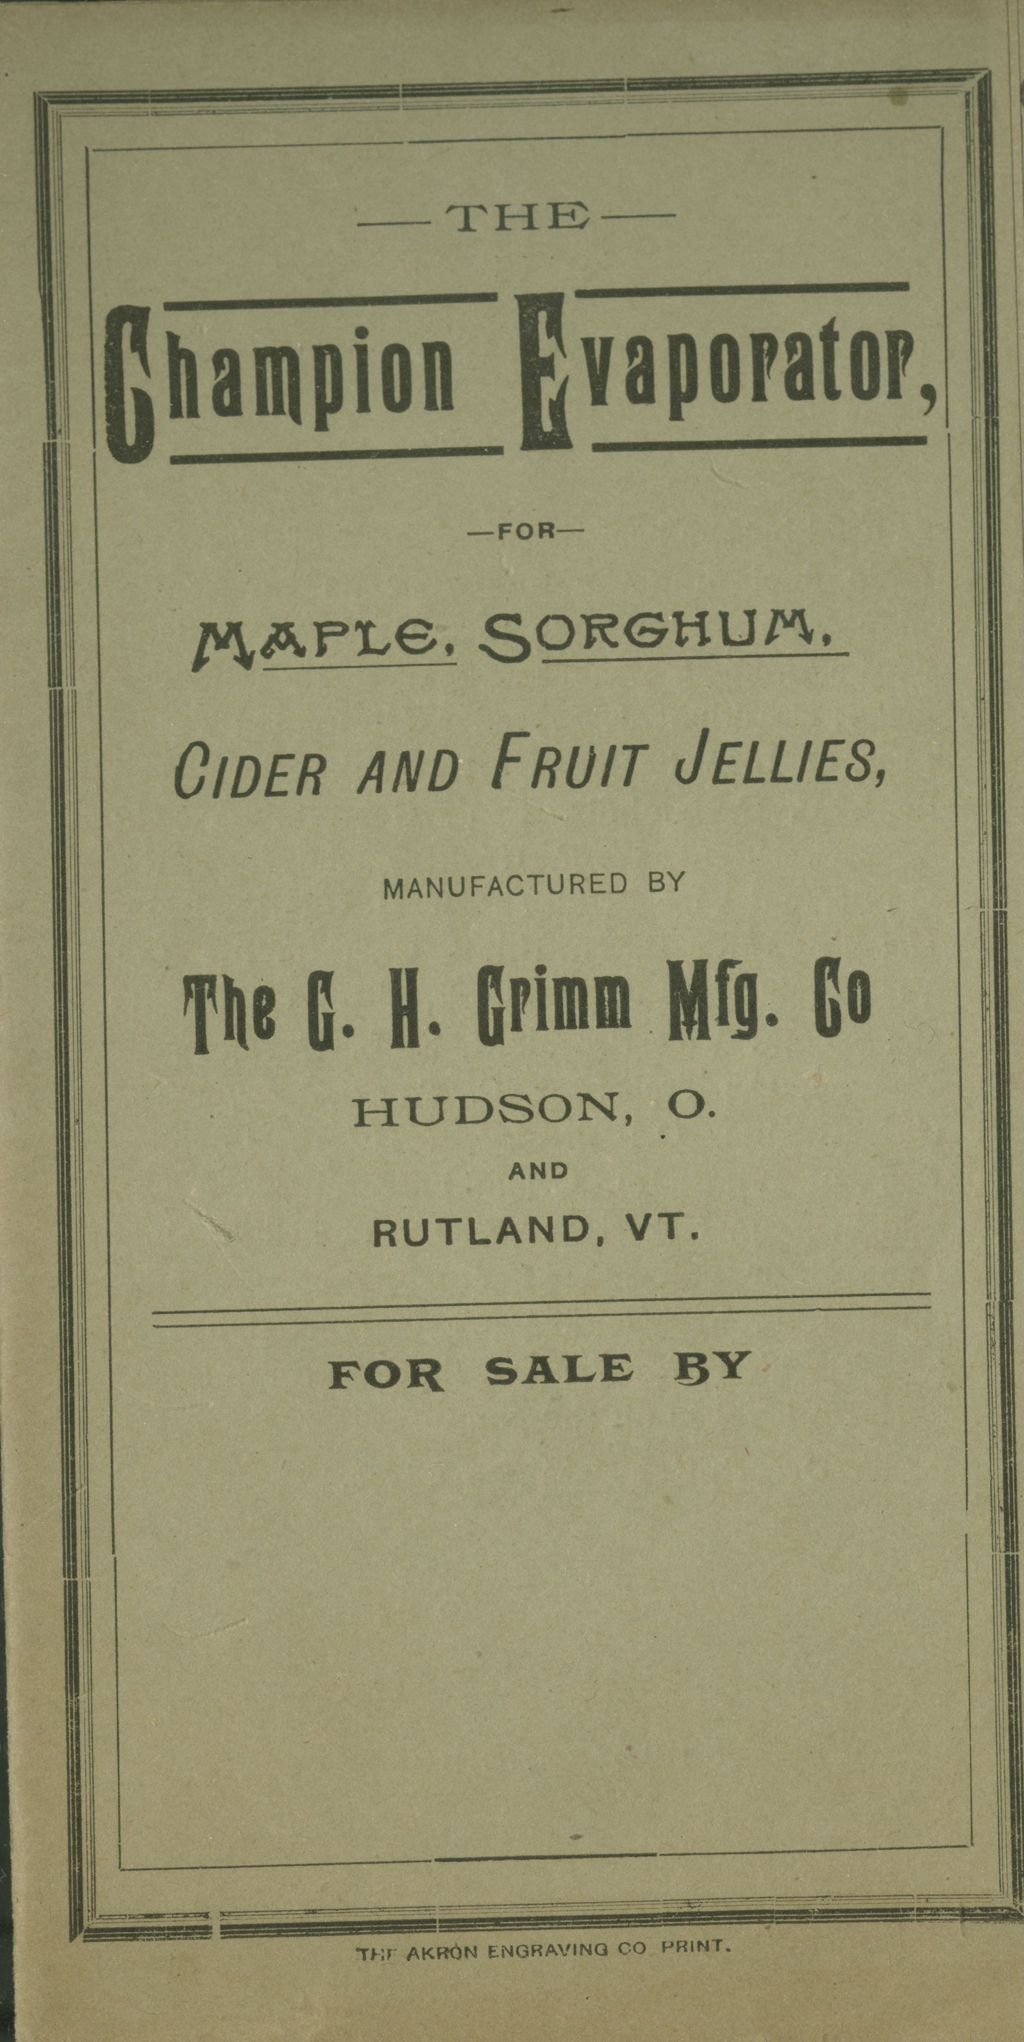 — THE —
Champion Evaporator,
—FOR—
MAPLE, SORGHUM,
CIDER AND FRUIT JELLIES,
MANUFACTURED BY
The G. H. Grimm Mfg. Co
HUDSON, O.
AND
RUTLAND, VT.
FOR SALE BY
THE AKRON ENGRAVING CO PRINT.